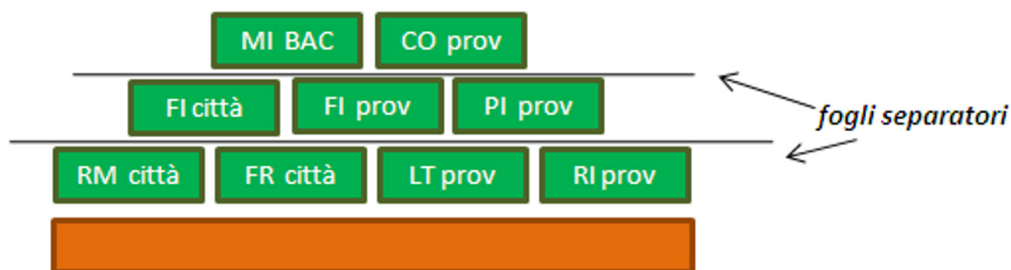 MI BAC
CO prov
FI città
FI prov
PI prov
fogli separatori
RM città
FR città
LT prov
RI prov